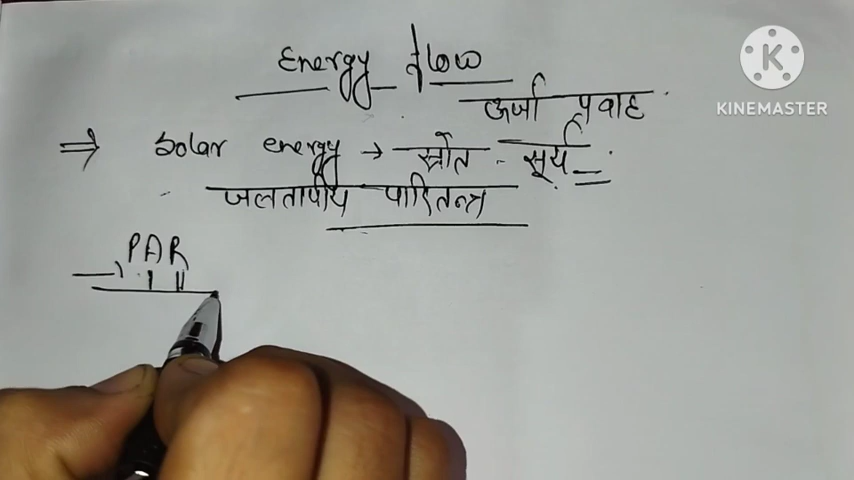 Energy flow
ऊर्जा प्रवाह
⇒ Solar energy → स्त्रोत - सूर्य
जलतापीय पारितन्त्र
PAR
KINEMASTER